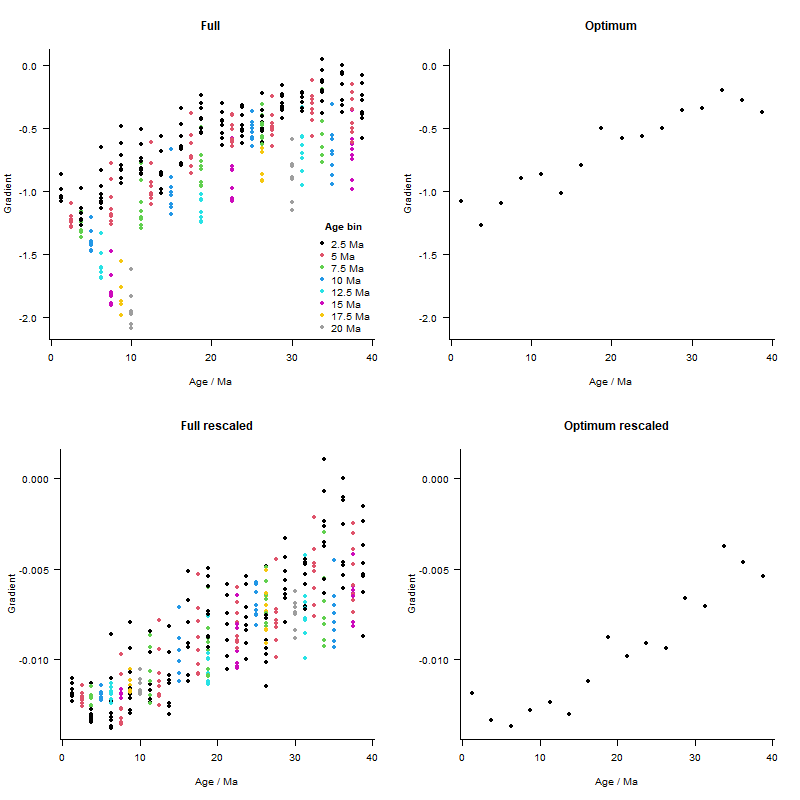 Full
Optimum
0.0
-0.5
-1.0
-1.5
-2.0
Gradient
Age bin
2.5 Ma
5 Ma
7.5 Ma
10 Ma
12.5 Ma
15 Ma
17.5 Ma
20 Ma
0 10 20 30 40
Age / Ma
0.0
-0.5
-1.0
-1.5
-2.0
Gradient
0 10 20 30 40
Age / Ma
Full rescaled
Optimum rescaled
0.000
-0.005
-0.010
Gradient
0 10 20 30 40
Age / Ma
0.000
-0.005
-0.010
Gradient
0 10 20 30 40
Age / Ma